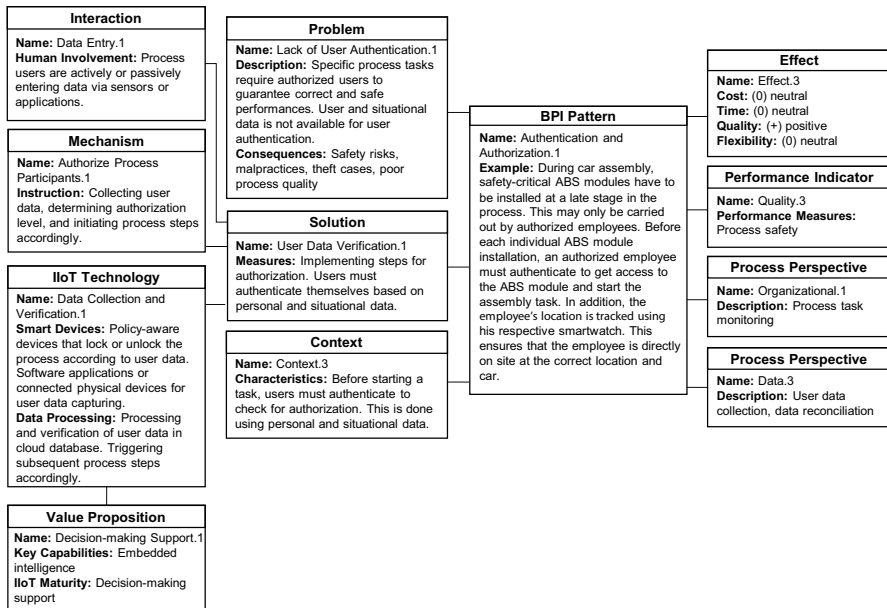 Interaction
Name: Data Entry.1
Human Involvement: Process
users are actively or passively
entering data via sensors or
applications.
Mechanism
Name: Authorize Process
Participants.1
Instruction: Collecting user
data, determining authorization
level, and initiating process steps
accordingly.
IIoT Technology
Name: Data Collection and
Verification.1
Smart Devices: Policy-aware
devices that lock or unlock the
process according to user data.
Software applications or
connected physical devices for
user data capturing.
Data Processing: Processing
and verification of user data in
cloud database. Triggering
subsequent process steps
accordingly.
Value Proposition
Name: Decision-making Support.1
Key Capabilities: Embedded
intelligence
IIoT Maturity: Decision-making
support
Problem
Name: Lack of User Authentication.1
Description: Specific process tasks
require authorized users to
guarantee correct and safe
performances. User and situational
data is not available for user
authentication.
Consequences: Safety risks,
malpractices, theft cases, poor
process quality
Solution
Name: User Data Verification.1
Measures: Implementing steps for
authorization. Users must
authenticate themselves based on
personal and situational data.
Context
Name: Context.3
Characteristics: Before starting a
task, users must authenticate to
check for authorization. This is done
using personal and situational data.
BPI Pattern
Name: Authentication and
Authorization.1
Example: During car assembly,
safety-critical ABS modules have to
be installed at a late stage in the
process. This may only be carried
out by authorized employees. Before
each individual ABS module
installation, an authorized employee
must authenticate to get access to
the ABS module and start the
assembly task. In addition, the
employee's location is tracked using
his respective smartwatch. This
ensures that the employee is directly
on site at the correct location and
car.
Effect
Name: Effect.3
Cost: (0) neutral
Time: (0) neutral
Quality: (+) positive
Flexibility: (0) neutral
Performance Indicator
Name: Quality.3
Performance Measures:
Process safety
Process Perspective
Name: Organizational.1
Description: Process task
monitoring
Process Perspective
Name: Data.3
Description: User data
collection, data reconciliation